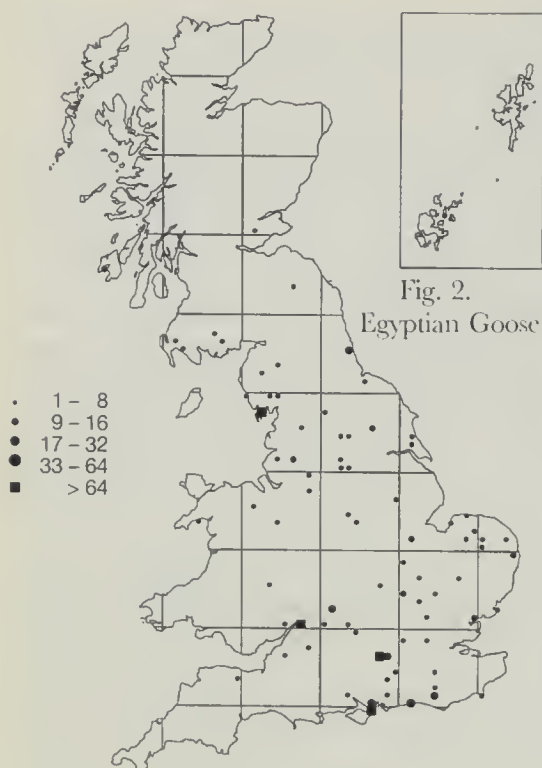 Fig. 2.
Egyptian Goose
1 – 8
9 – 16
17 – 32
33 – 64
> 64